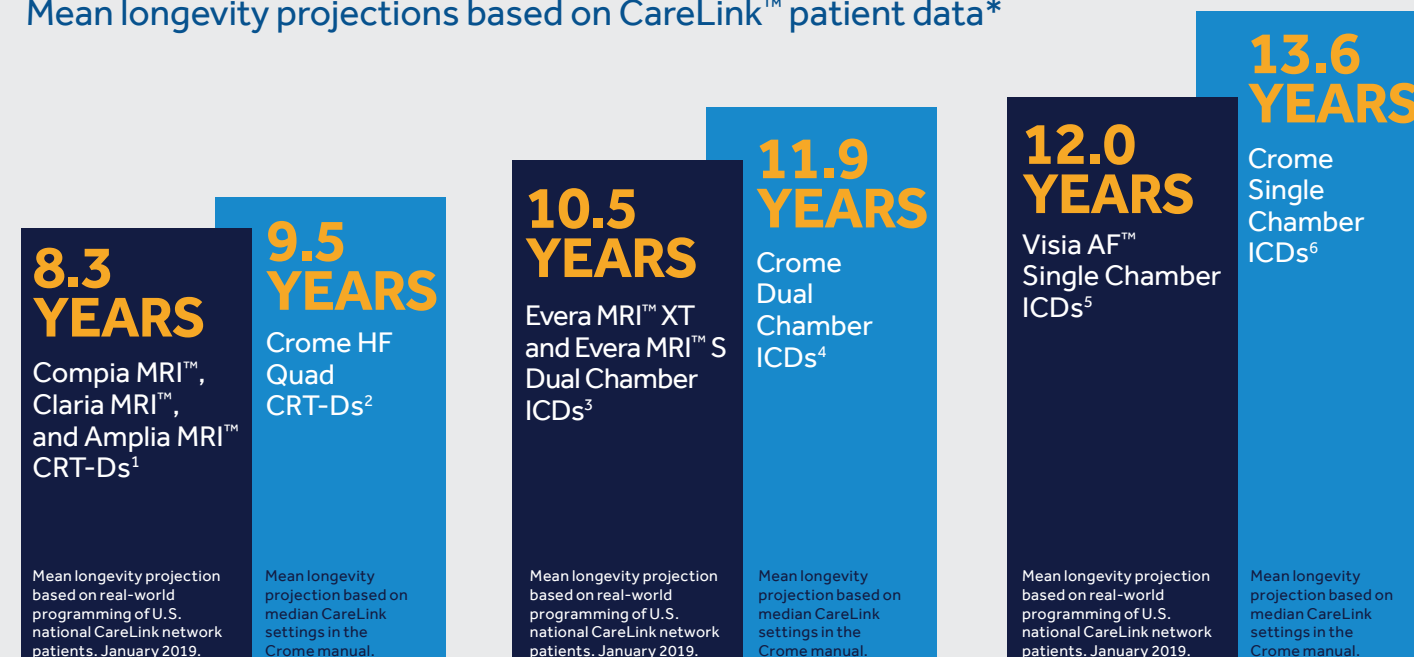 Mean longevity projections based on CareLink™ patient data*
8.3
YEARS
Compia MRI™,
Claria MRI™,
and Amplia MRI™
CRT-Ds1
Mean longevity projection
based on real-world
programming of U.S.
national CareLink network
patients. January 2019.
9.5
YEARS
Crome HF
Quad
CRT-Ds2
Mean longevity
projection based on
median CareLink
settings in the
Crome manual.
10.5
YEARS
Evera MRI™ XT
and Evera MRI™ S
Dual Chamber
ICDs3
Mean longevity projection
based on real-world
programming of U.S.
national CareLink network
patients. January 2019.
11.9
YEARS
Crome
Dual
Chamber
ICDs4
Mean longevity
projection based on
median CareLink
settings in the
Crome manual.
12.0
YEARS
Visia AF™
Single Chamber
ICDs5
Mean longevity projection
based on real-world
programming of U.S.
national CareLink network
patients. January 2019.
13.6
YEARS
Crome
Single
Chamber
ICDs6
Mean longevity
projection based on
median CareLink
settings in the
Crome manual.